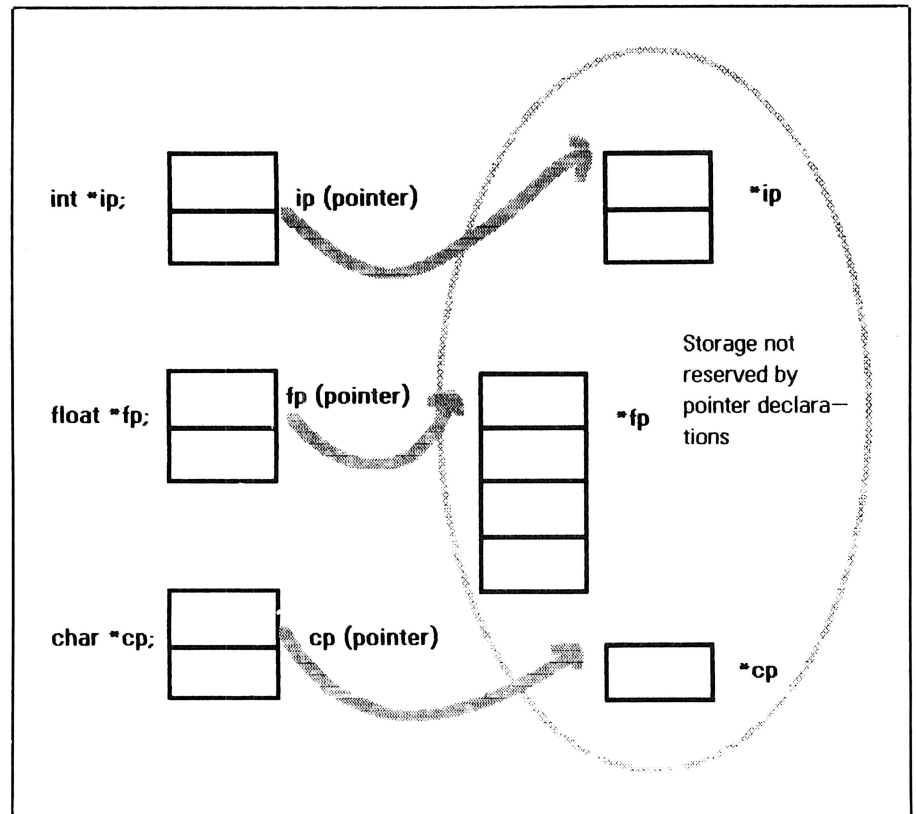 int *ip;
ip (pointer)
*ip
float *fp;
fp (pointer)
*fp
Storage not
reserved by
pointer declara—
tions
char *cp;
cp (pointer)
*cp